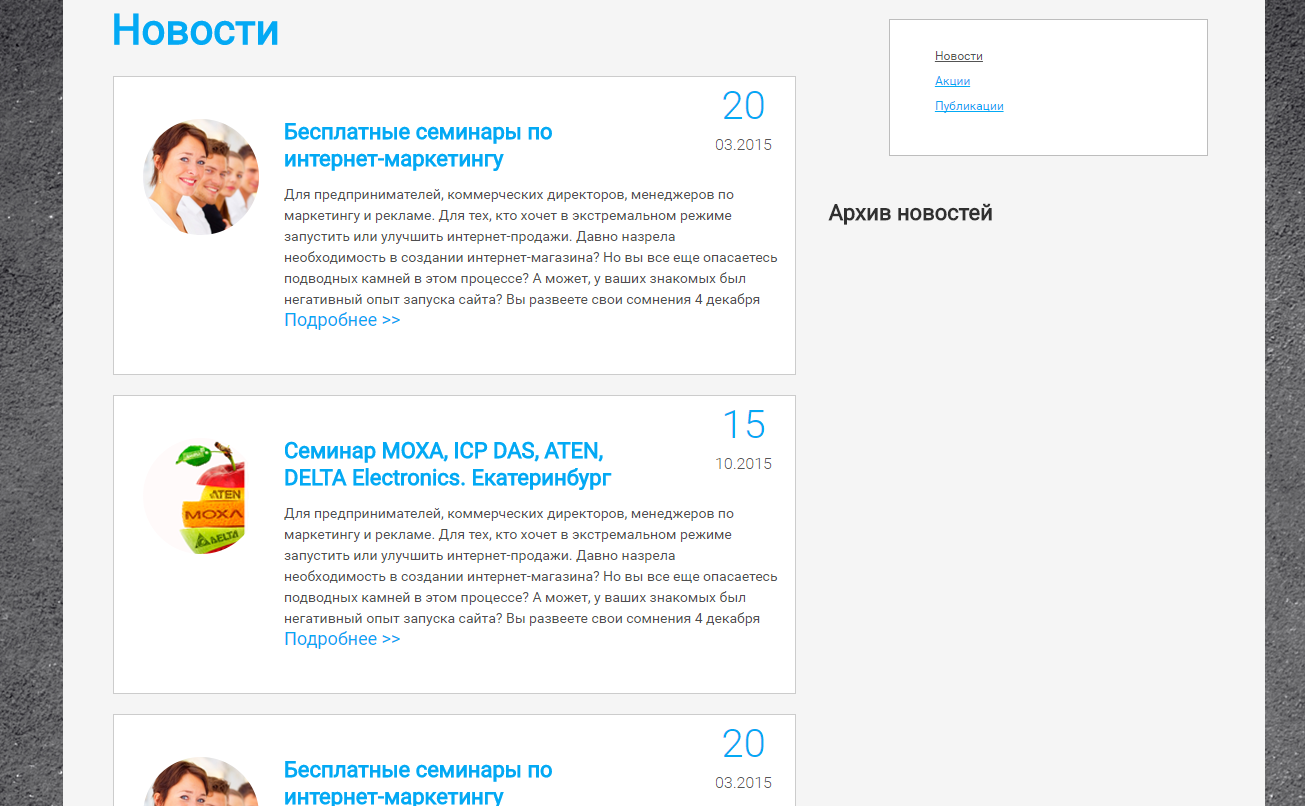 Новости
20
03.2015
Бесплатные семинары по
интернет-маркетингу
Для предпринимателей, коммерческих директоров, менеджеров по
маркетингу и рекламе. Для тех, кто хочет в экстремальном режиме
запустить или улучшить интернет-продажи. Давно назрела
необходимость в создании интернет-магазина? Но вы все еще опасаетесь
подводных камней в этом процессе? А может, у ваших знакомых был
негативный опыт запуска сайта? Вы развеете свои сомнения 4 декабря
Подробнее >>
15
10.2015
Семинар MOXA, ICP DAS, ATEN,
DELTA Electronics. Екатеринбург
ATEN
MOXA
DELTA
Для предпринимателей, коммерческих директоров, менеджеров по
маркетингу и рекламе. Для тех, кто хочет в экстремальном режиме
запустить или улучшить интернет-продажи. Давно назрела
необходимость в создании интернет-магазина? Но вы все еще опасаетесь
подводных камней в этом процессе? А может, у ваших знакомых был
негативный опыт запуска сайта? Вы развеете свои сомнения 4 декабря
Подробнее >>
20
03.2015
Бесплатные семинары по
интернет-маркетингу
Новости
Акции
Публикации
Архив новостей